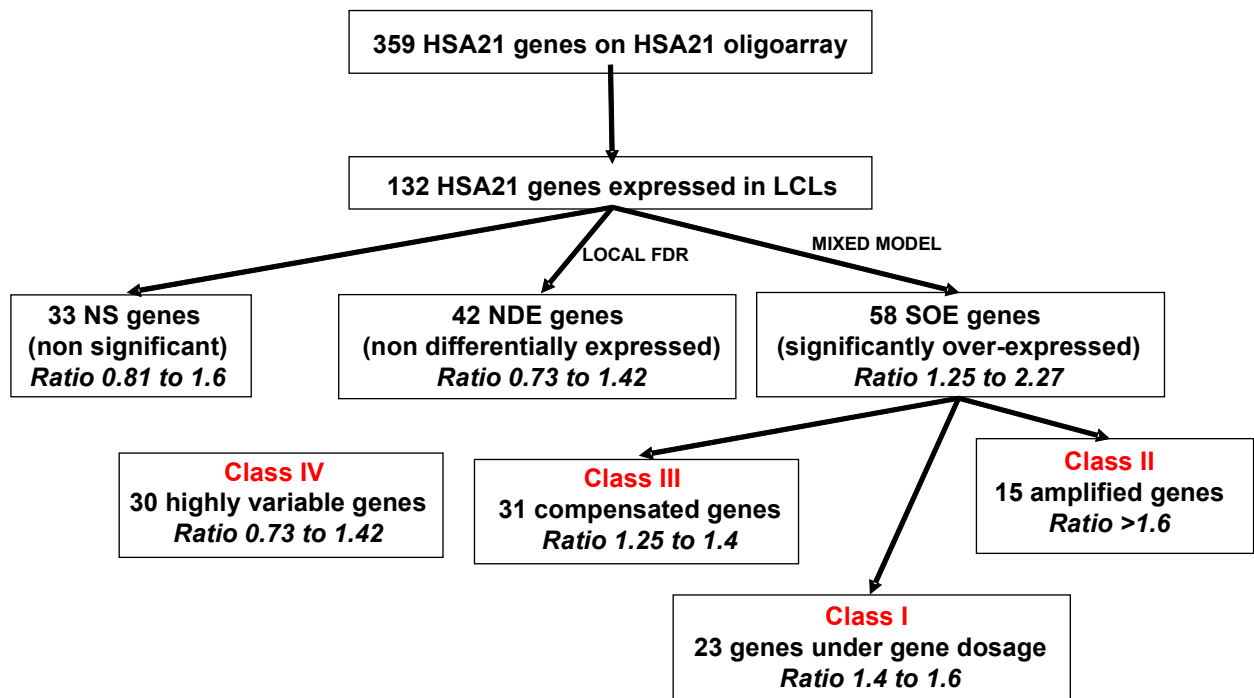 359 HSA21 genes on HSA21 oligoarray
132 HSA21 genes expressed in LCLs
LOCAL FDR
MIXED MODEL
33 NS genes
(non significant)
Ratio 0.81 to 1.6
42 NDE genes
(non differentially expressed)
Ratio 0.73 to 1.42
58 SOE genes
(significantly over-expressed)
Ratio 1.25 to 2.27
Class IV
30 highly variable genes
Ratio 0.73 to 1.42
Class III
31 compensated genes
Ratio 1.25 to 1.4
Class II
15 amplified genes
Ratio >1.6
Class I
23 genes under gene dosage
Ratio 1.4 to 1.6